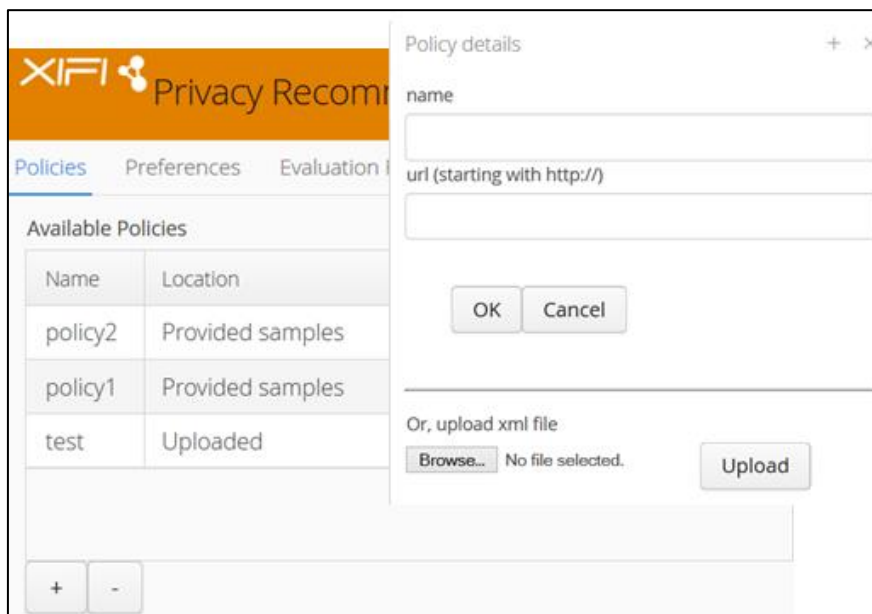 XIFI
Privacy Recomm
Policies Preferences Evaluation
Available Policies
Name Location
policy2 Provided samples
policy1 Provided samples
test Uploaded
+ -
Policy details + ×
name
url (starting with http://)
OK Cancel
Or, upload xml file
Browse... No file selected. Upload